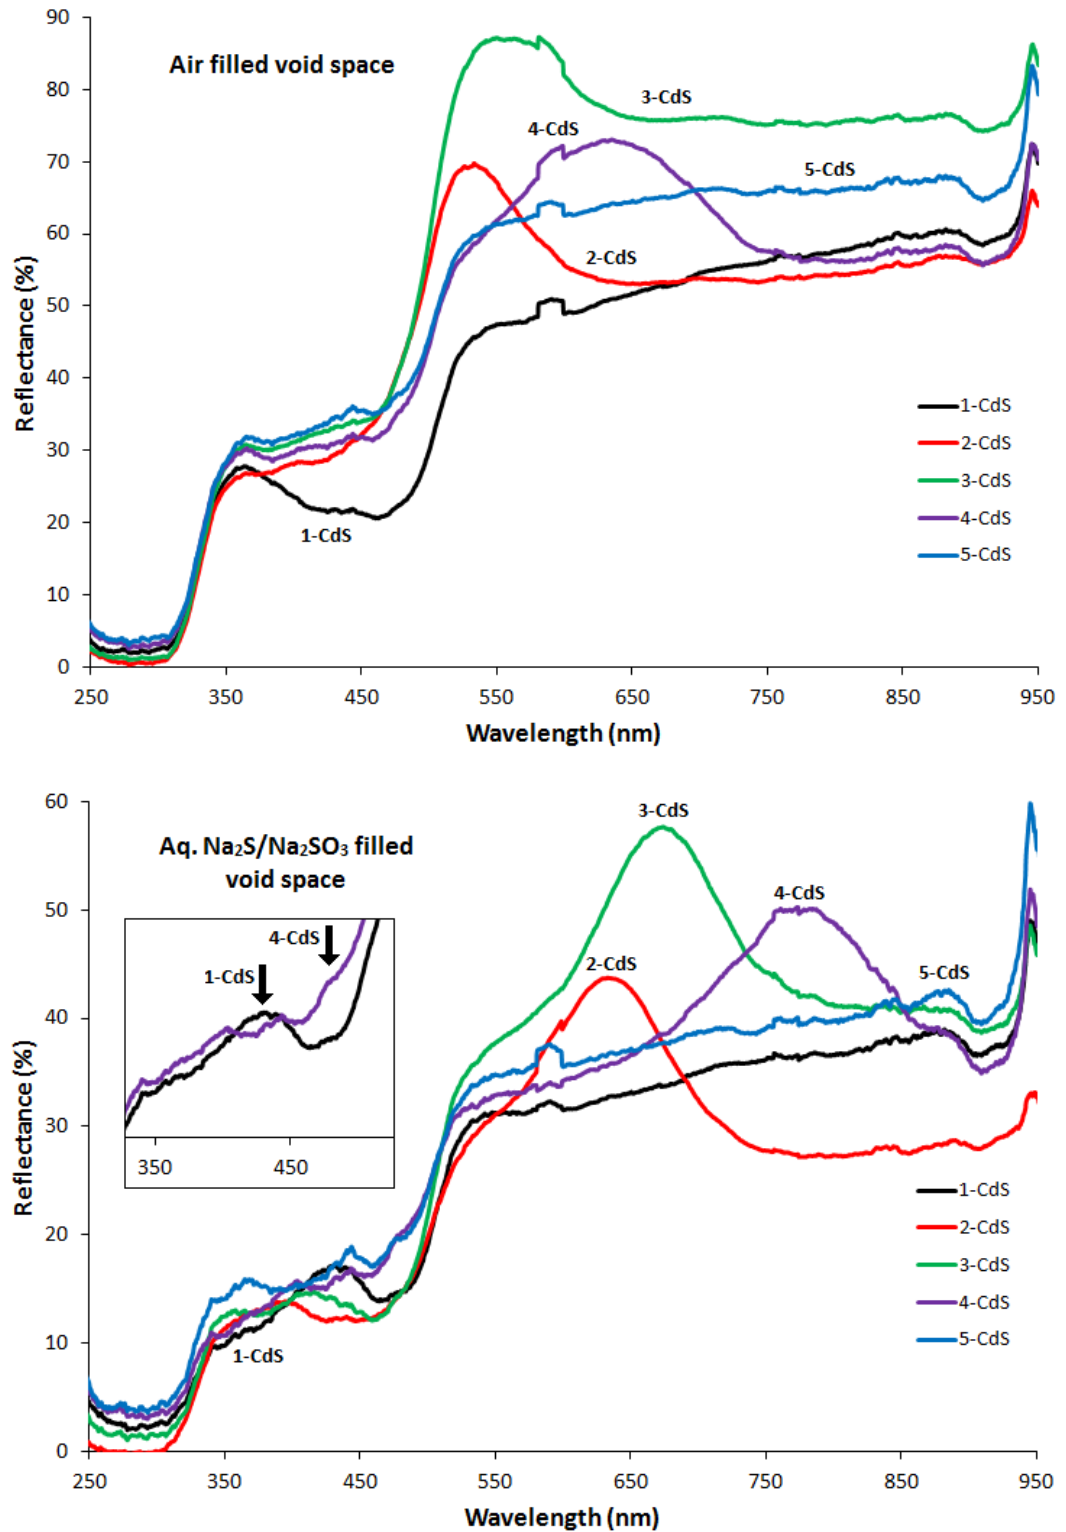 90
Air filled void space
80
3-CdS
4-CdS
70
5-CdS
60
2-CdS
50
Reflectance (%)
40
1-CdS
2-CdS
30
3-CdS
4-CdS
20
1-CdS
5-CdS
10
0
250 350 450 550 650 750 850 950
Wavelength (nm)
60
3-CdS
Aq. Na₂S/Na₂SO₃ filled
void space
4-CdS
50
4-CdS
1-CdS
2-CdS
5-CdS
40
Reflectance (%)
350 450
30
1-CdS
2-CdS
20
3-CdS
4-CdS
1-CdS
5-CdS
10
0
250 350 450 550 650 750 850 950
Wavelength (nm)